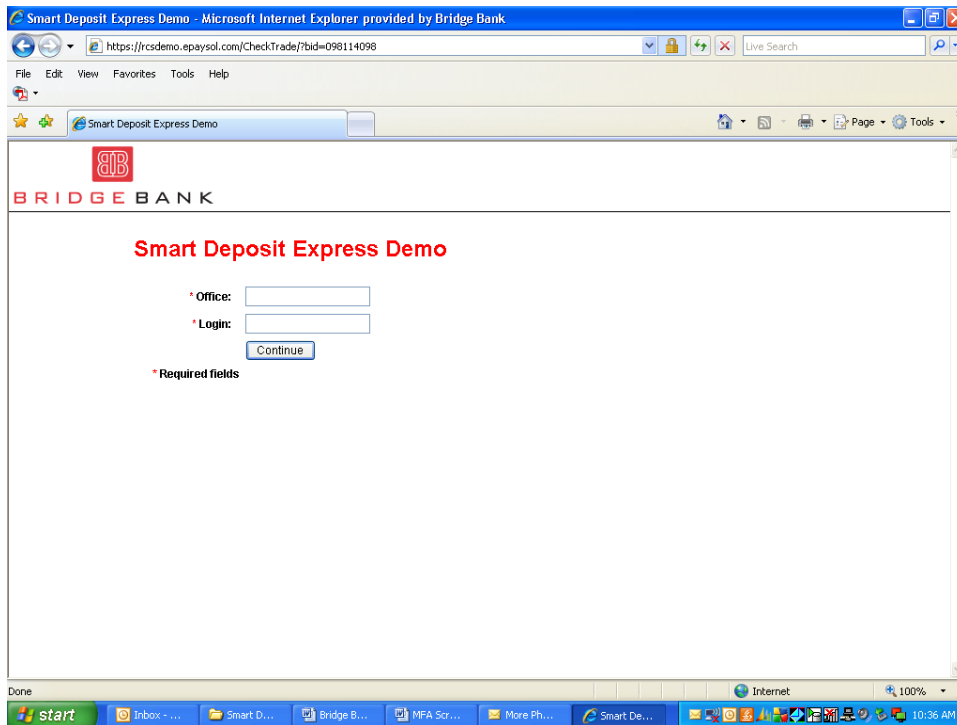 Smart Deposit Express Demo - Microsoft Internet Explorer provided by Bridge Bank
https://rcsdemo.epaysol.com/CheckTrade/?bid=098114098
Live Search
File Edit View Favorites Tools Help
Smart Deposit Express Demo
Page Tools
BRIDGE BANK
Smart Deposit Express Demo
* Office:
* Login:
Continue
* Required fields
Done
Internet
100%
start
Inbox - ...
Smart D...
Bridge B...
MFA Scr...
More Ph...
Smart De...
10:36 AM